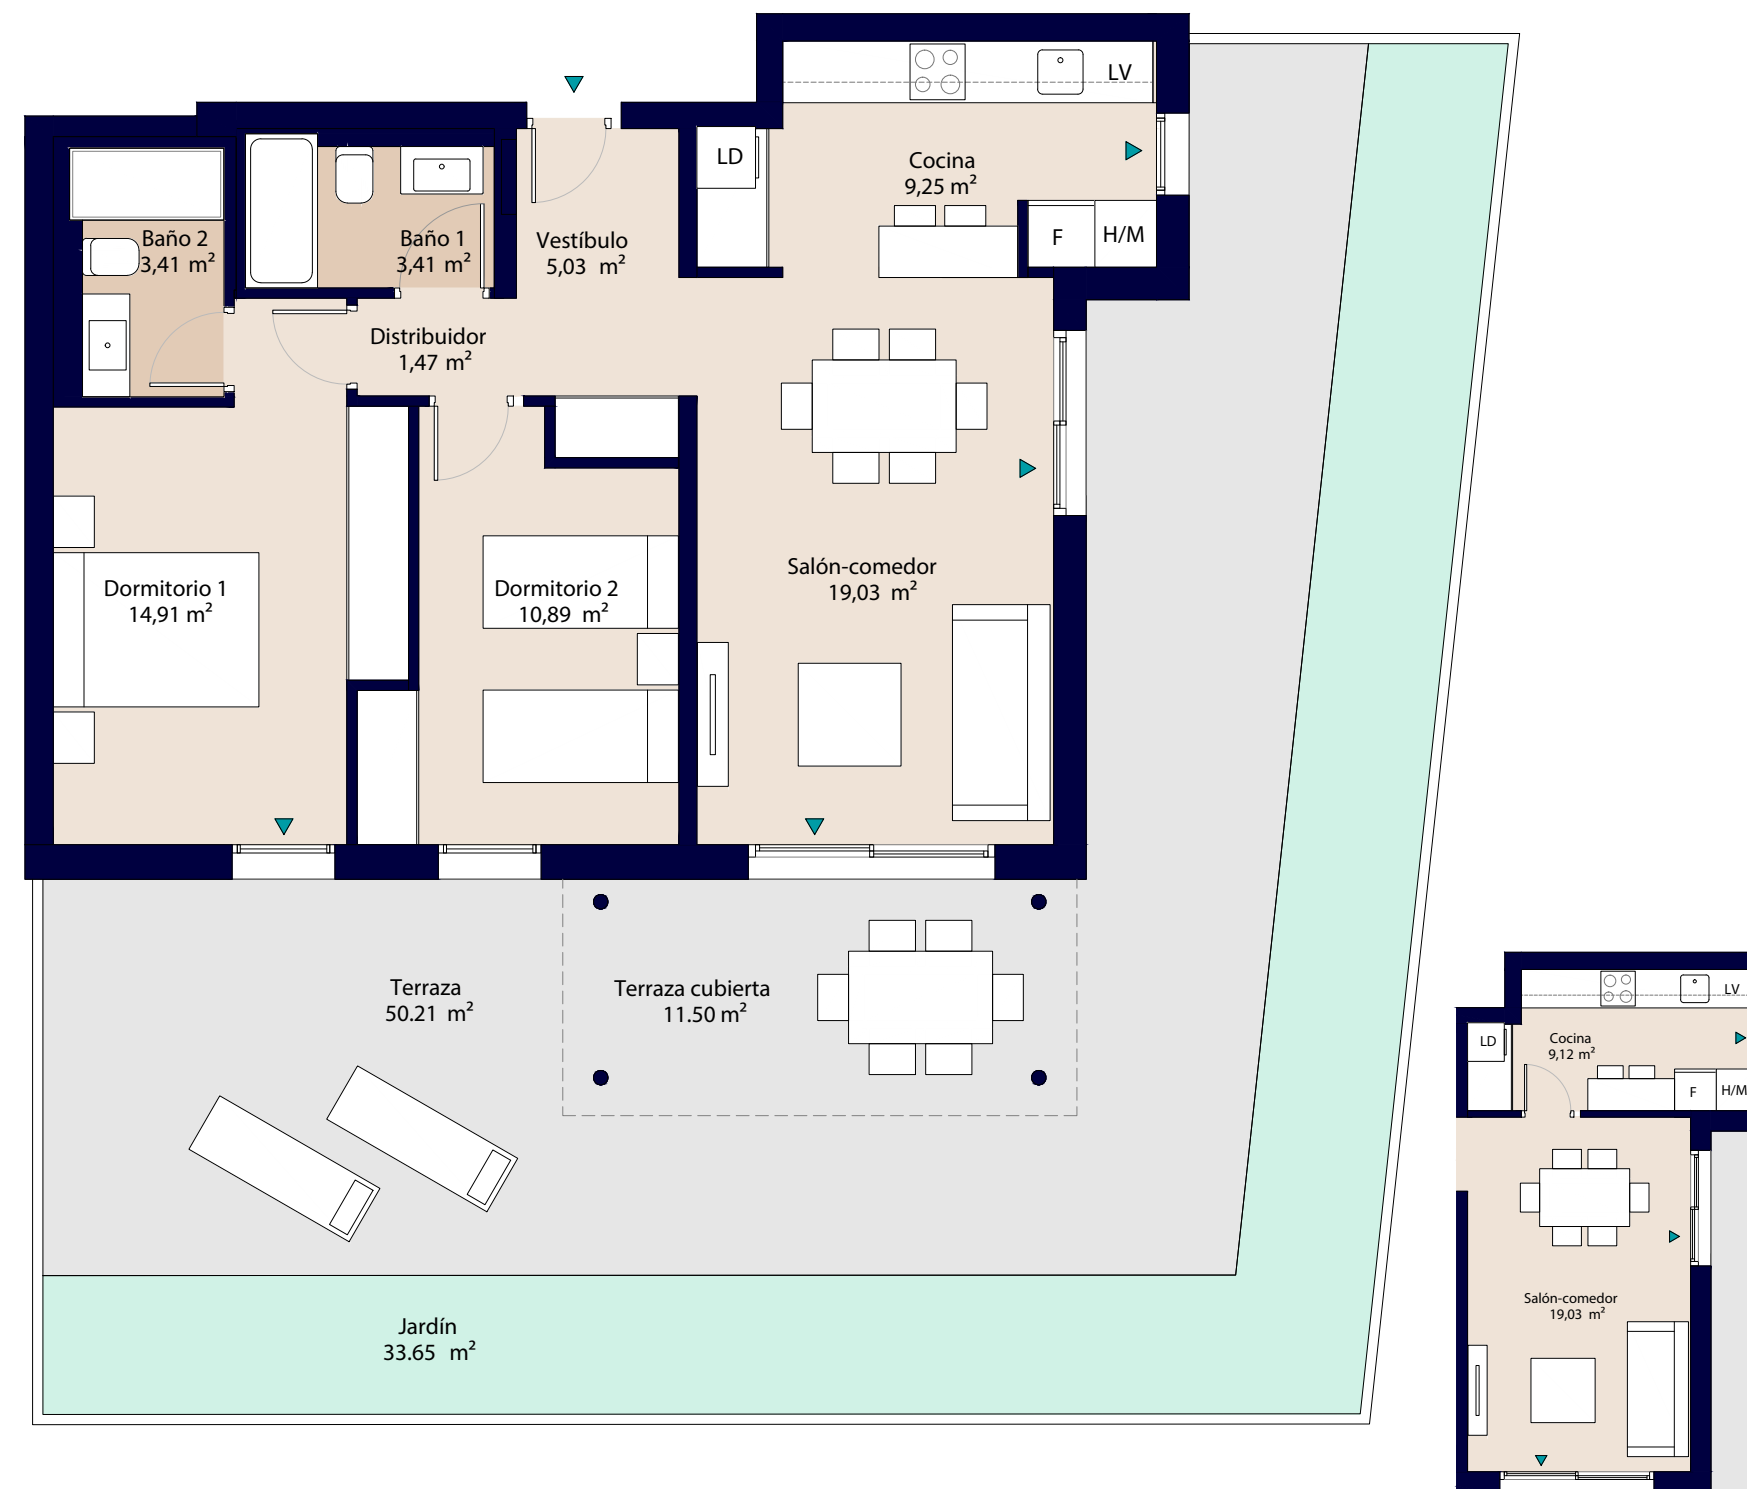 LV
LD
Cocina
9,25 m²
F
H/M
Baño 2
3,41 m²
Baño 1
3,41 m²
Vestíbulo
5,03 m²
Distribuidor
1,47 m²
Salón-comedor
19,03 m²
Dormitorio 1
14,91 m²
Dormitorio 2
10,89 m²
Terraza
50.21 m²
Terraza cubierta
11.50 m²
Jardín
33.65 m²
LV
LD
Cocina
9,12 m²
F
H/M
Salón-comedor
19,03 m²